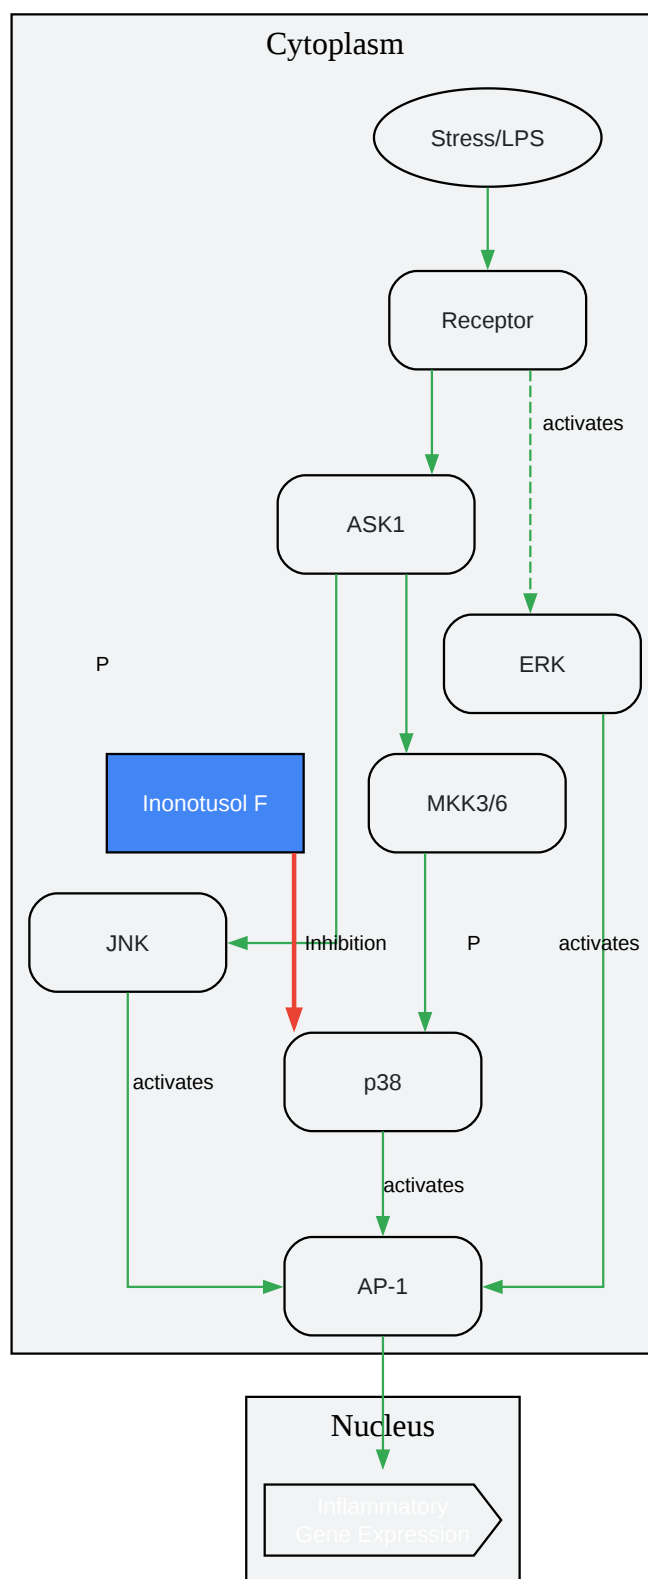 Cytoplasm
Stress/LPS
Receptor
activates
ASK1
P
ERK
Inonotusol F
MKK3/6
JNK
Inhibition
P
activates
activates
p38
activates
AP-1
Nucleus
Inflammatory
Gene Expression